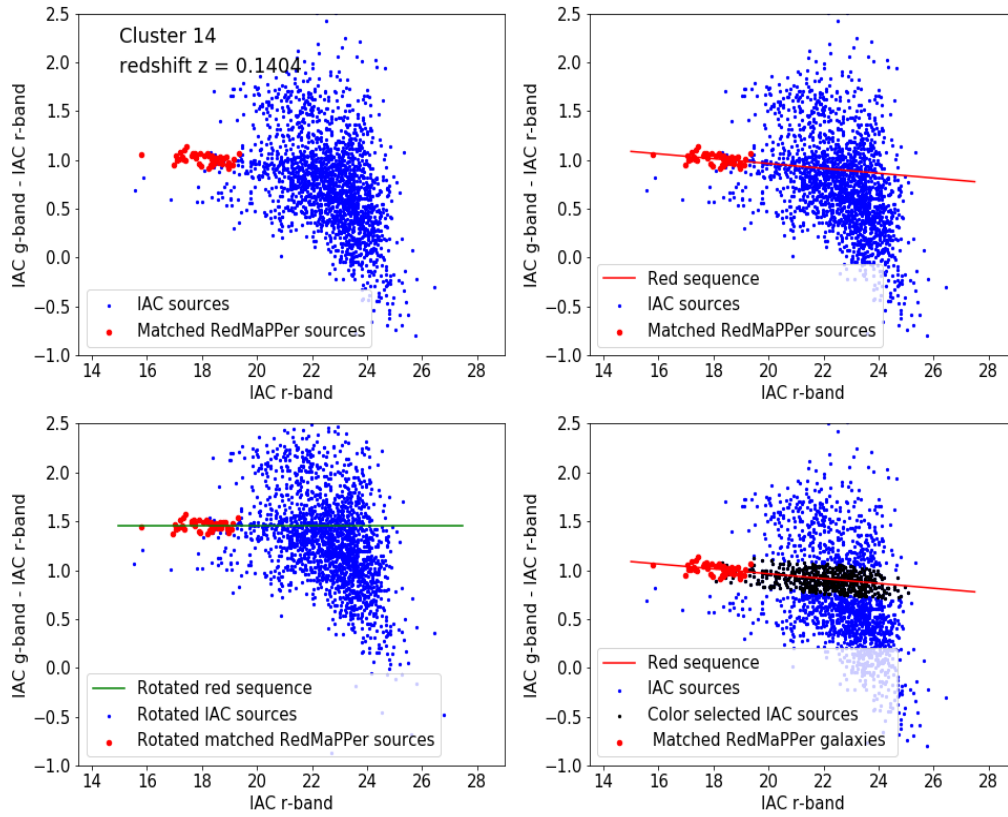 2.5
2.0
1.5
1.0
0.5
0.0
−0.5
−1.0
IAC g-band - IAC r-band
Cluster 14
redshift z = 0.1404
IAC sources
Matched RedMaPPer sources
14 16 18 20 22 24 26 28
IAC r-band
2.5
2.0
1.5
1.0
0.5
0.0
−0.5
−1.0
IAC g-band - IAC r-band
Red sequence
IAC sources
Matched RedMaPPer sources
14 16 18 20 22 24 26 28
IAC r-band
2.5
2.0
1.5
1.0
0.5
0.0
−0.5
−1.0
IAC g-band - IAC r-band
Rotated red sequence
Rotated IAC sources
Rotated matched RedMaPPer sources
14 16 18 20 22 24 26 28
IAC r-band
2.5
2.0
1.5
1.0
0.5
0.0
−0.5
−1.0
IAC g-band - IAC r-band
Red sequence
IAC sources
Color selected IAC sources
Matched RedMaPPer galaxies
14 16 18 20 22 24 26 28
IAC r-band